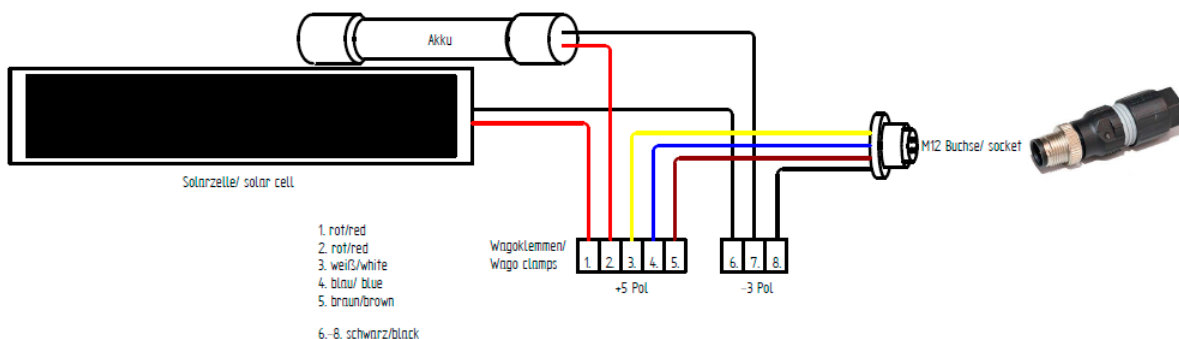 Akku
Solarzelle/ solar cell
M12 Buchse/ socket
1. rot/red
2. rot/red
3. weiß/white
4. blau/ blue
5. braun/brown
6.-8. schwarz/black
Wagoklemmen/
Wago clamps
1. 2. 3. 4. 5.
6. 7. 8.
+5 Pol
-3 Pol